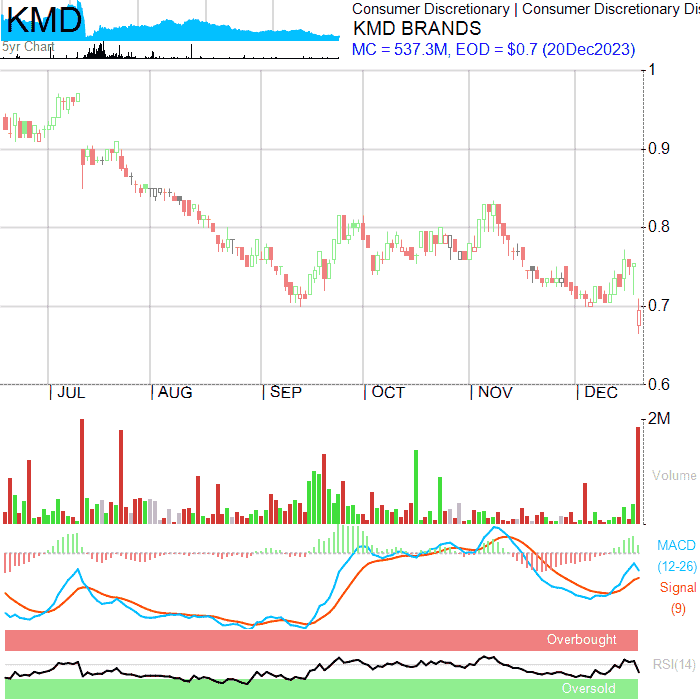 KMD
5yr Chart
Consumer Discretionary | Consumer Discretionary Dis
KMD BRANDS
MC = 537.3M, EOD = $0.7 (20Dec2023)
1
0.9
0.8
0.7
0.6
JUL AUG SEP OCT NOV DEC
2M
Volume
MACD
(12-26)
Signal
(9)
Overbought
RSI(14)
Oversold